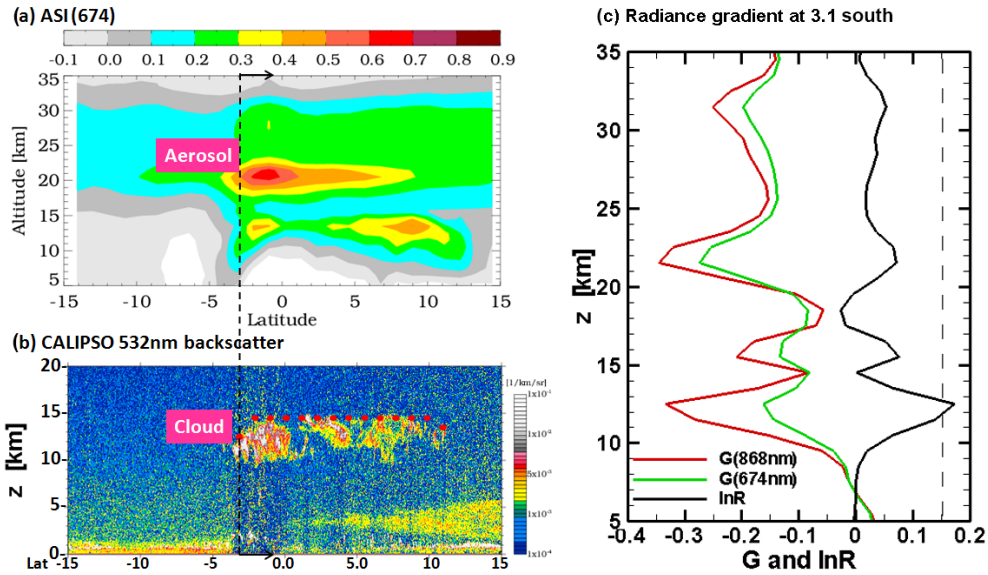 (a) ASI(674)
-0.1 0.0 0.1 0.2 0.3 0.4 0.5 0.6 0.7 0.8 0.9
35
30
25
20
15
10
5
Altitude [km]
Aerosol
-15 -10 -5 0 5 10 15
Latitude
(b) CALIPSO 532nm backscatter
20
15
10
5
0
z [km]
Cloud
Lat -15 -10 -5 0.0 5 10 15
[1/km/sr]
(c) Radiance gradient at 3.1 south
35
30
25
20
15
10
5
z [km]
G(868nm)
G(674nm)
lnR
-0.4 -0.3 -0.2 -0.1 0 0.1 0.2
G and lnR